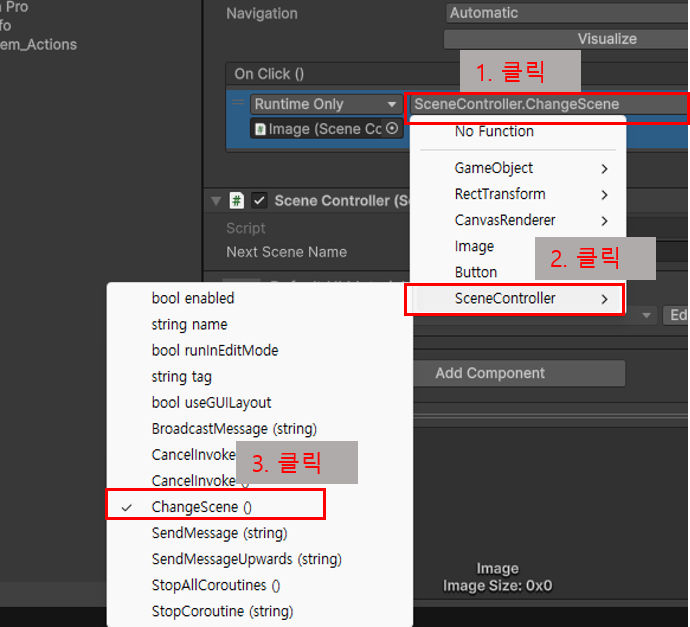 Pro
fo
em_Actions
Navigation
Automatic
Visualize
1. 클릭
On Click ()
Runtime Only
SceneController.ChangeScene
Image (Scene Co
No Function
GameObject
RectTransform
CanvasRenderer
Image
Button
2. 클릭
SceneController
Scene Controller (S
Script
Next Scene Name
Ed
Add Component
bool enabled
string name
bool runInEditMode
string tag
bool useGUILayout
BroadcastMessage (string)
CancelInvoke
3. 클릭
CancelInvoke ()
ChangeScene ()
SendMessage (string)
SendMessageUpwards (string)
StopAllCoroutines ()
StopCoroutine (string)
Image
Image Size: 0x0